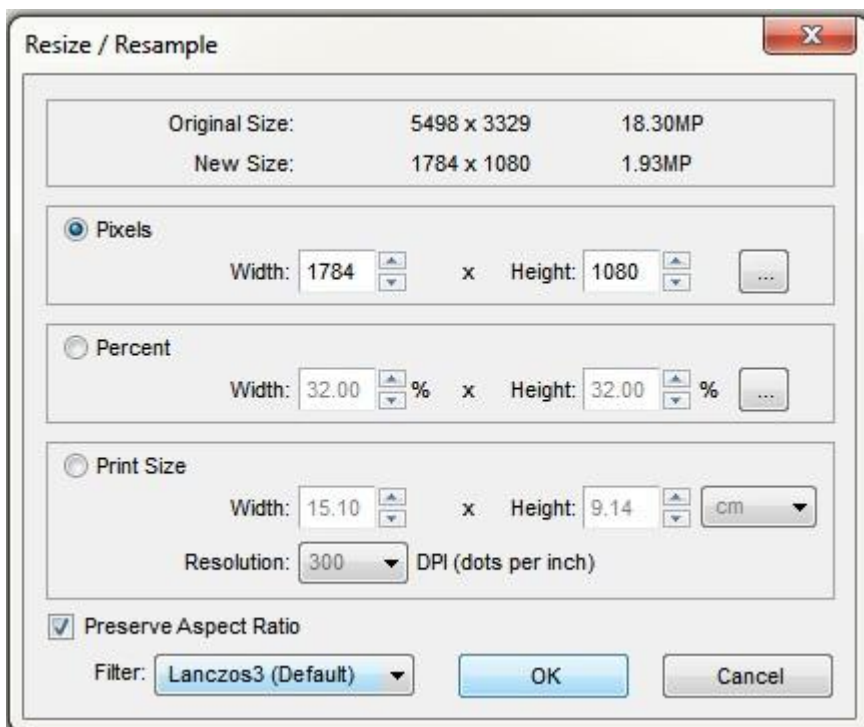 Resize / Resample
Original Size: 5498 x 3329 18.30MP
New Size: 1784 x 1080 1.93MP
Pixels
Width: 1784 x Height: 1080 ...
Percent
Width: 32.00 % x Height: 32.00 % ...
Print Size
Width: 15.10 x Height: 9.14 cm
Resolution: 300 DPI (dots per inch)
Preserve Aspect Ratio
Filter: Lanczos3 (Default) OK Cancel